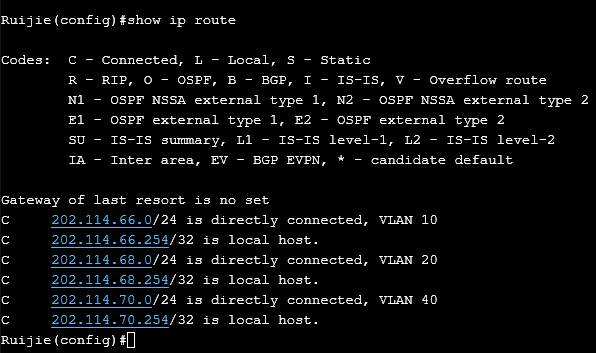 Ruijie(config)#show ip route
Codes:  C - Connected, L - Local, S - Static
        R - RIP, O - OSPF, B - BGP, I - IS-IS, V - Overflow route
        N1 - OSPF NSSA external type 1, N2 - OSPF NSSA external type 2
        E1 - OSPF external type 1, E2 - OSPF external type 2
        SU - IS-IS summary, L1 - IS-IS level-1, L2 - IS-IS level-2
        IA - Inter area, EV - BGP EVPN, * - candidate default
Gateway of last resort is no set
C     202.114.66.0/24 is directly connected, VLAN 10
C     202.114.66.254/32 is local host.
C     202.114.68.0/24 is directly connected, VLAN 20
C     202.114.68.254/32 is local host.
C     202.114.70.0/24 is directly connected, VLAN 40
C     202.114.70.254/32 is local host.
Ruijie(config)#